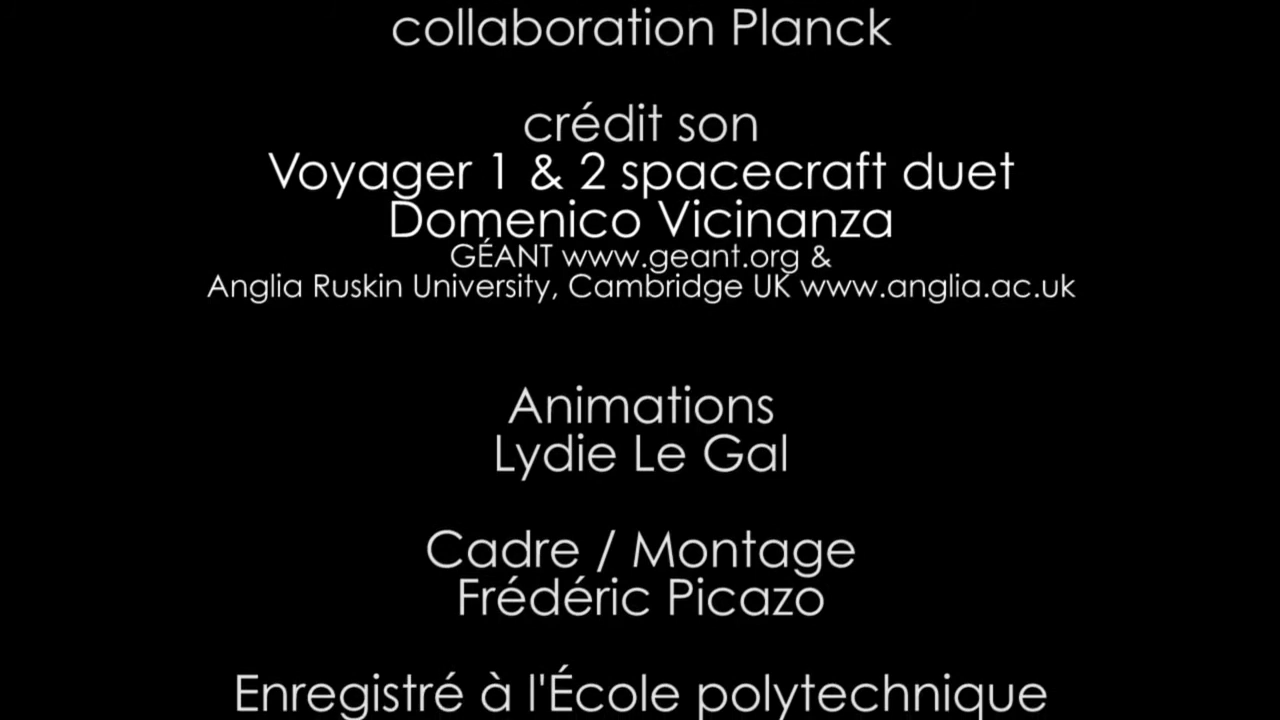 collaboration Planck
crédit son
Voyager 1 & 2 spacecraft duet
Domenico Vicinanza
GÉANT www.geant.org &
Anglia Ruskin University, Cambridge UK www.anglia.ac.uk
Animations
Lydie Le Gal
Cadre / Montage
Frédéric Picazo
Enregistré à l'École polytechnique